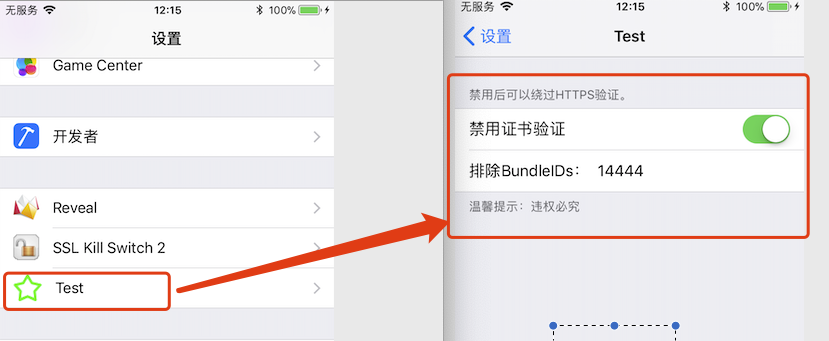 无服务 12:15 100%
设置
Game Center
开发者
Reveal
SSL Kill Switch 2
Test
无服务 12:15 100%
设置 Test
禁用后可以绕过HTTPS验证。
禁用证书验证
排除BundleIDs： 14444
温馨提示：违权必究